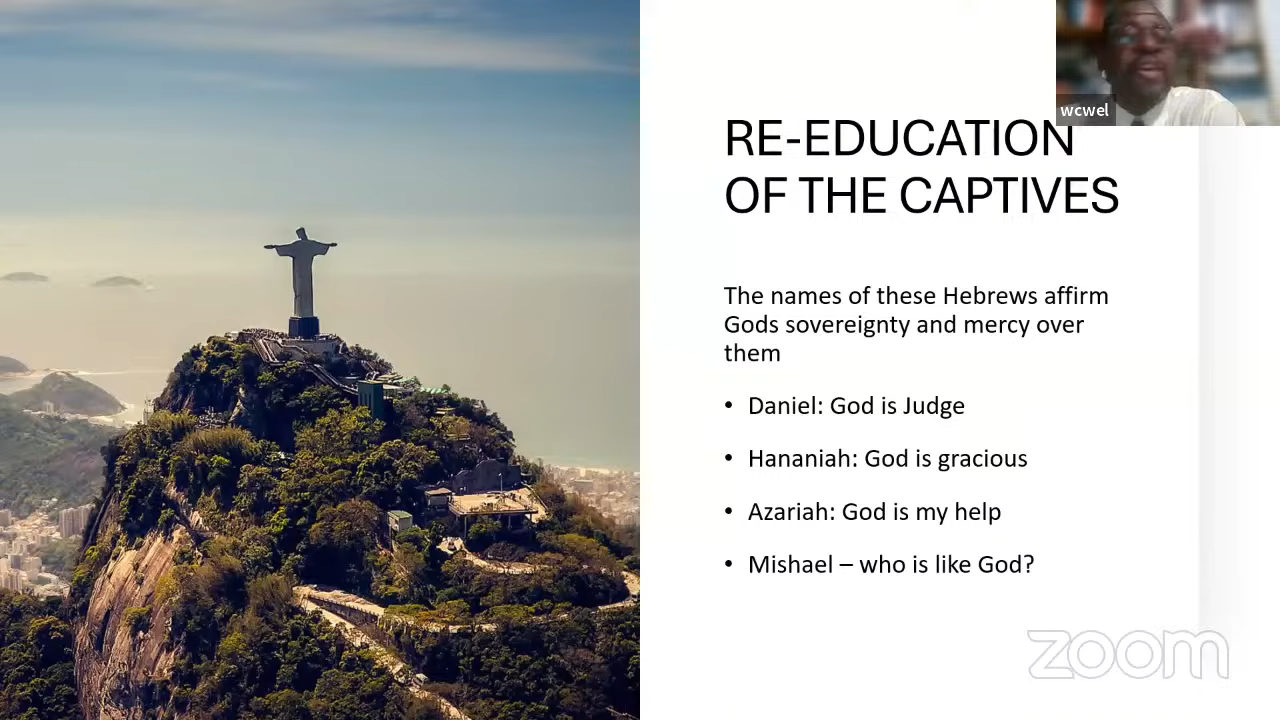 wcwel
RE-EDUCATION
OF THE CAPTIVES
The names of these Hebrews affirm
Gods sovereignty and mercy over
them
• Daniel: God is Judge
• Hananiah: God is gracious
• Azariah: God is my help
• Mishael – who is like God?
zoom